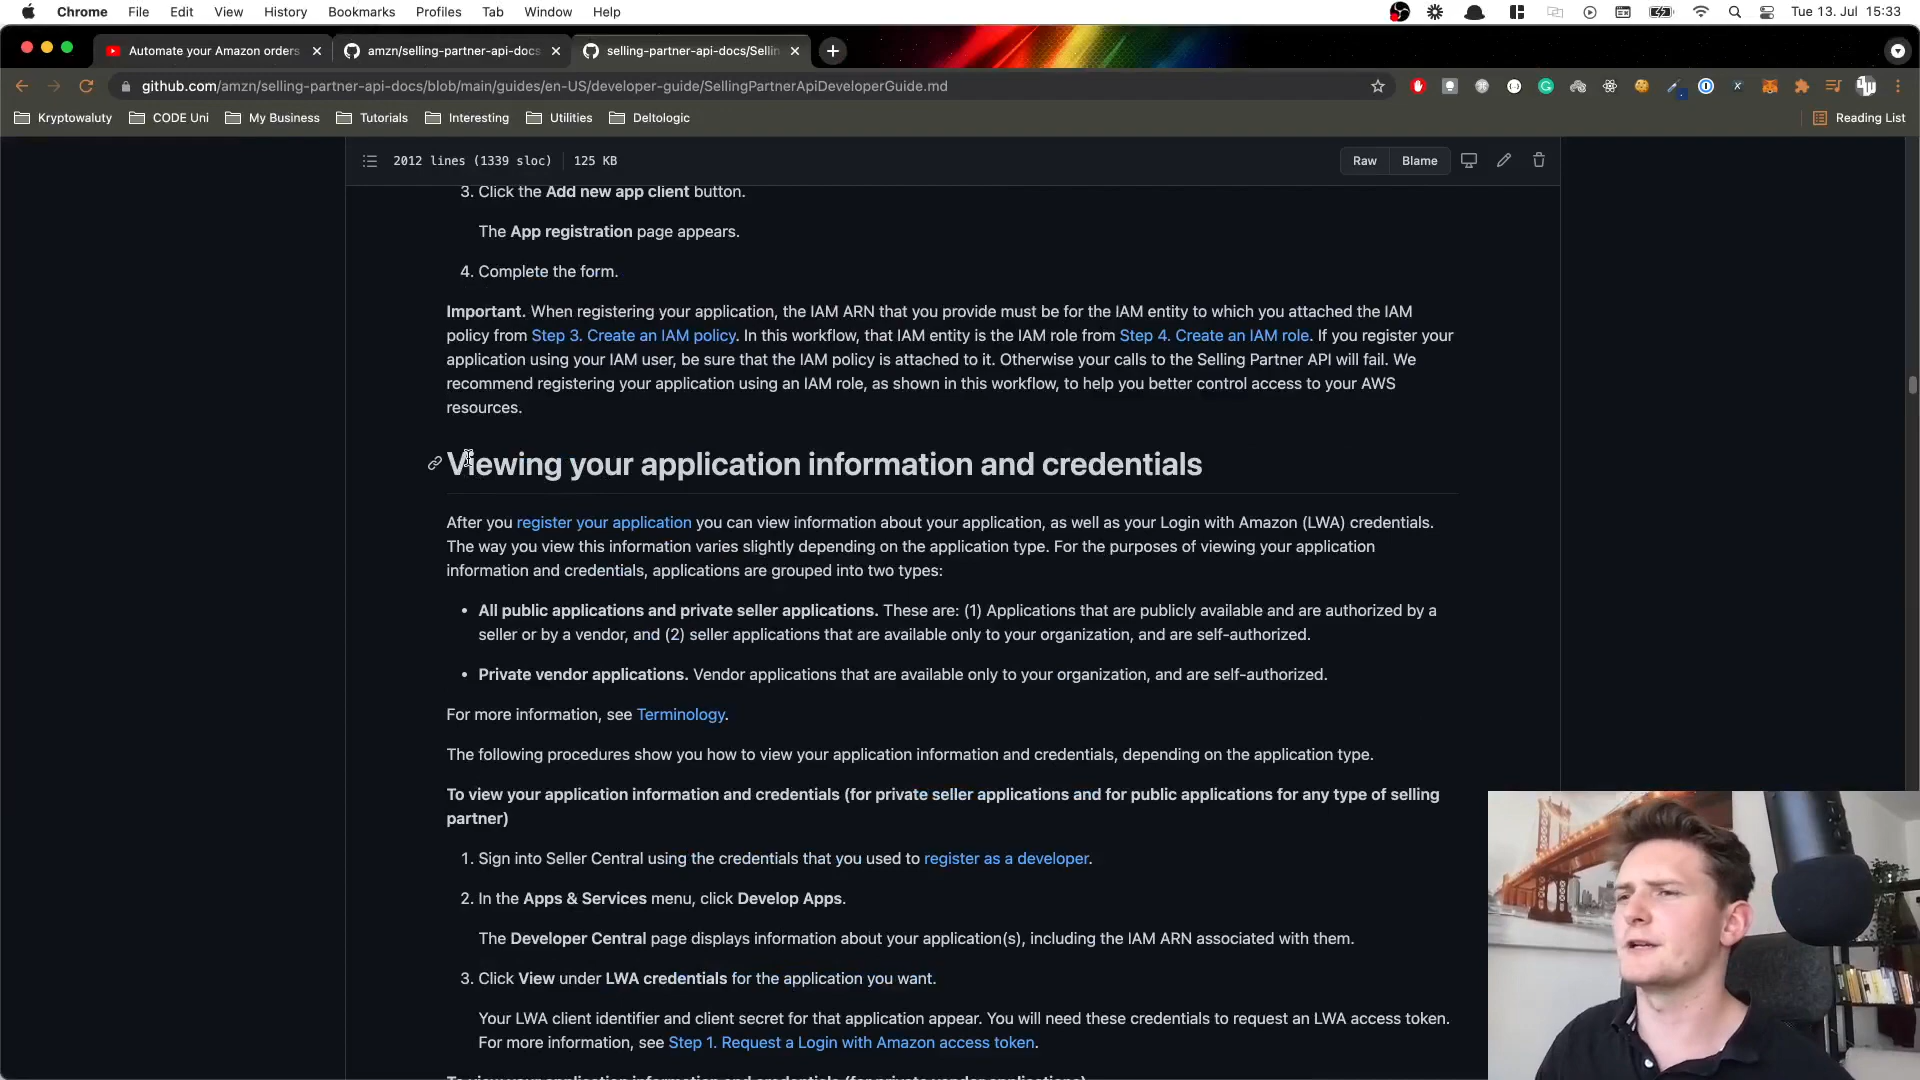 Chrome File Edit View History Bookmarks Profiles Tab Window Help Tue 13. Jul 15:33
Automate your Amazon orders amzn/selling-partner-api-docs selling-partner-api-docs/Sellin
github.com/amzn/selling-partner-api-docs/blob/main/guides/en-US/developer-guide/SellingPartnerApiDeveloperGuide.md
Kryptowaluty CODE Uni My Business Tutorials Interesting Utilities Deltologic Reading List
2012 lines (1339 sloc) 125 KB Raw Blame
3. Click the Add new app client button.
The App registration page appears.
4. Complete the form.
Important. When registering your application, the IAM ARN that you provide must be for the IAM entity to which you attached the IAM
policy from Step 3. Create an IAM policy. In this workflow, that IAM entity is the IAM role from Step 4. Create an IAM role. If you register your
application using your IAM user, be sure that the IAM policy is attached to it. Otherwise your calls to the Selling Partner API will fail. We
recommend registering your application using an IAM role, as shown in this workflow, to help you better control access to your AWS
resources.
Viewing your application information and credentials
After you register your application you can view information about your application, as well as your Login with Amazon (LWA) credentials.
The way you view this information varies slightly depending on the application type. For the purposes of viewing your application
information and credentials, applications are grouped into two types:
• All public applications and private seller applications. These are: (1) Applications that are publicly available and are authorized by a
seller or by a vendor, and (2) seller applications that are available only to your organization, and are self-authorized.
• Private vendor applications. Vendor applications that are available only to your organization, and are self-authorized.
For more information, see Terminology.
The following procedures show you how to view your application information and credentials, depending on the application type.
To view your application information and credentials (for private seller applications and for public applications for any type of selling
partner)
1. Sign into Seller Central using the credentials that you used to register as a developer.
2. In the Apps & Services menu, click Develop Apps.
The Developer Central page displays information about your application(s), including the IAM ARN associated with them.
3. Click View under LWA credentials for the application you want.
Your LWA client identifier and client secret for that application appear. You will need these credentials to request an LWA access token.
For more information, see Step 1. Request a Login with Amazon access token.
To view your application information and credentials (for private vendor applications)